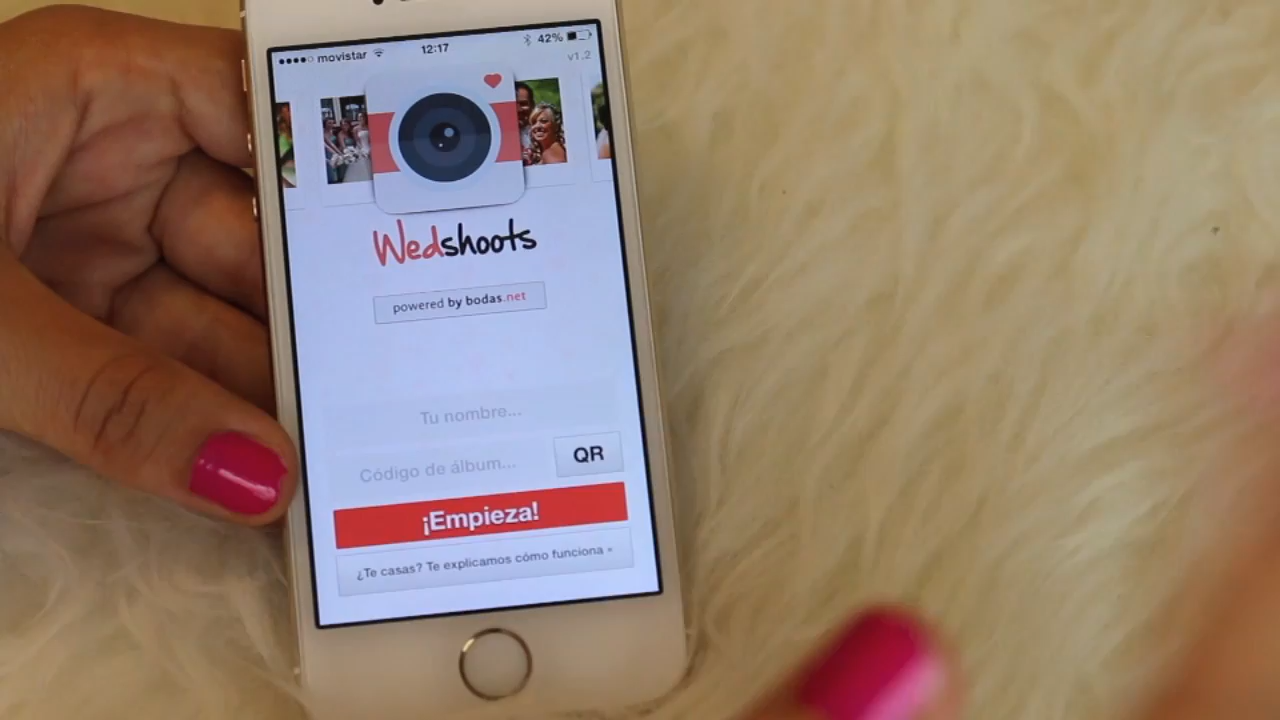 movistar 12:17 42%
v1.2
Wedshoots
powered by bodas.net
Tu nombre...
Código de álbum...
QR
¡Empieza!
¿Te casas? Te explicamos cómo funciona »